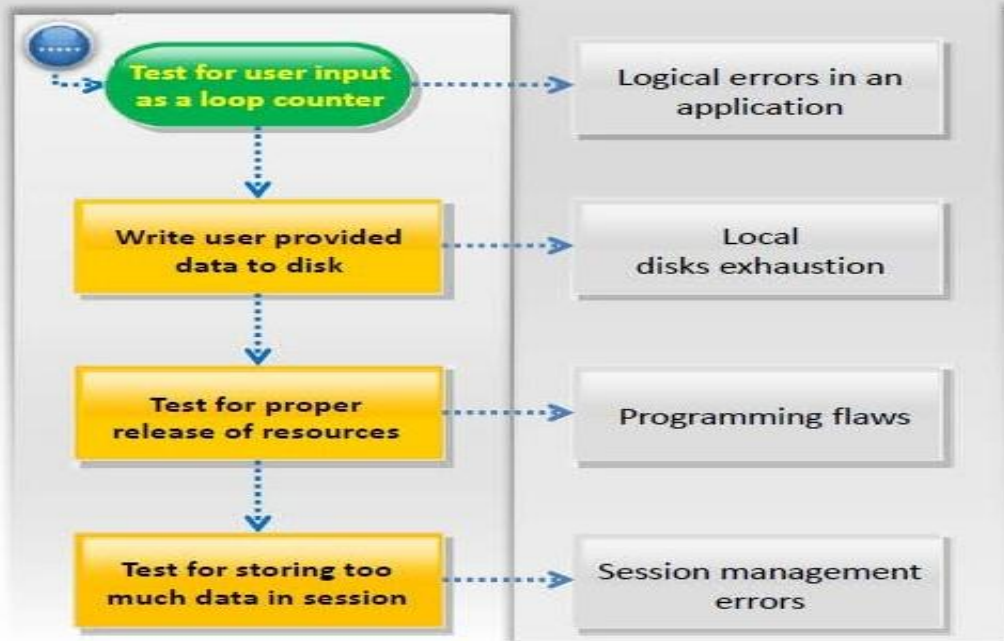 Test for user input
as a loop counter
Logical errors in an
application
Write user provided
data to disk
Local
disks exhaustion
Test for proper
release of resources
Programming flaws
Test for storing too
much data in session
Session management
errors